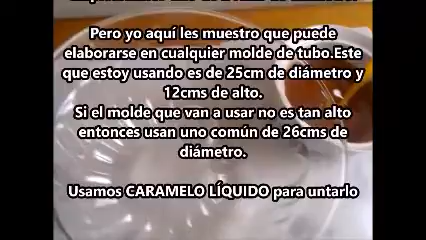 Pero yo aquí les muestro que puede
elaborarse en cualquier molde de tubo.Este
que estoy usando es de 25cm de diámetro y
12cms de alto.
Si el molde que van a usar no es tan alto
entonces usan uno común de 26cms de
diámetro.
Usamos CARAMELO LÍQUIDO para untarlo